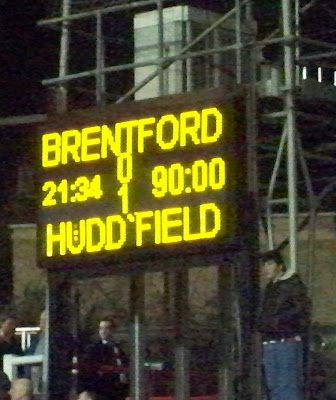 BRENTFORD
0
21:34 90:00
1
HUDD'FIELD